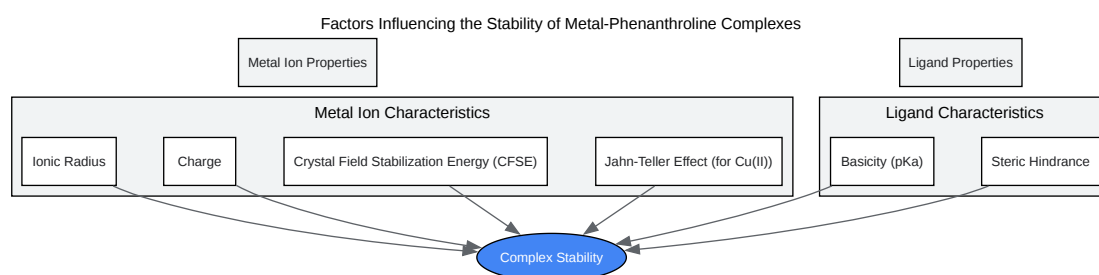 Factors Influencing the Stability of Metal-Phenanthroline Complexes
Metal Ion Properties
Ligand Properties
Metal Ion Characteristics
Ligand Characteristics
Ionic Radius
Charge
Crystal Field Stabilization Energy (CFSE)
Jahn-Teller Effect (for Cu(II))
Basicity (pKa)
Steric Hindrance
Complex Stability